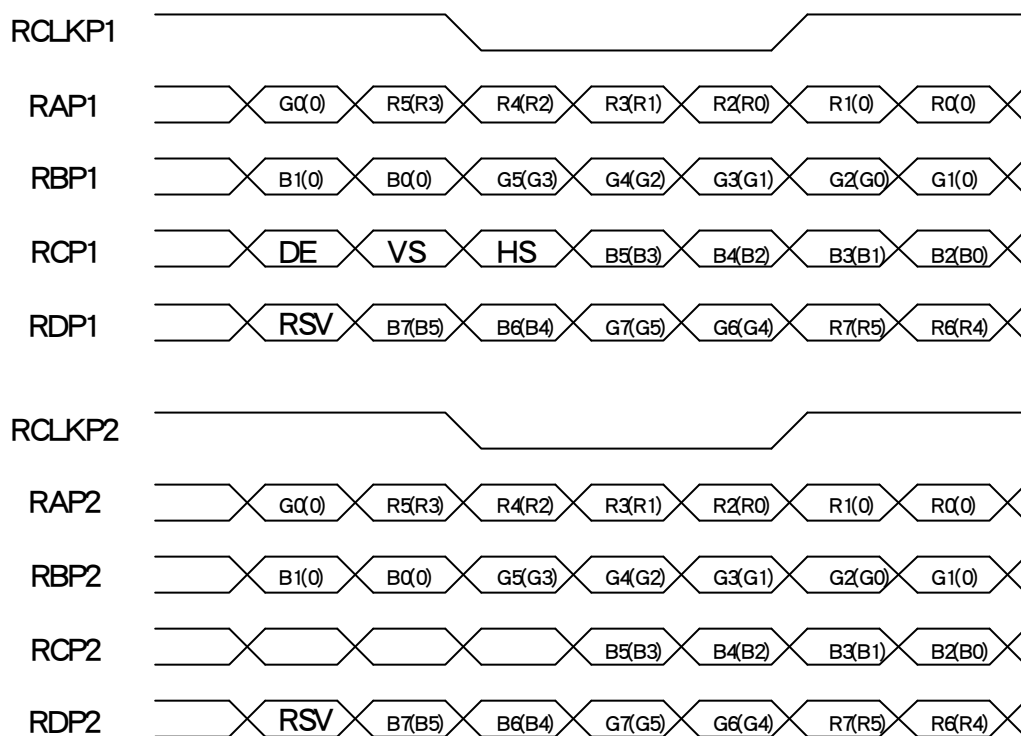 RCLKP1
RAP1 G0(0) R5(R3) R4(R2) R3(R1) R2(R0) R1(0) R0(0)
RBP1 B1(0) B0(0) G5(G3) G4(G2) G3(G1) G2(G0) G1(0)
RCP1 DE VS HS B5(B3) B4(B2) B3(B1) B2(B0)
RDP1 RSV B7(B5) B6(B4) G7(G5) G6(G4) R7(R5) R6(R4)
RCLKP2
RAP2 G0(0) R5(R3) R4(R2) R3(R1) R2(R0) R1(0) R0(0)
RBP2 B1(0) B0(0) G5(G3) G4(G2) G3(G1) G2(G0) G1(0)
RCP2 B5(B3) B4(B2) B3(B1) B2(B0)
RDP2 RSV B7(B5) B6(B4) G7(G5) G6(G4) R7(R5) R6(R4)